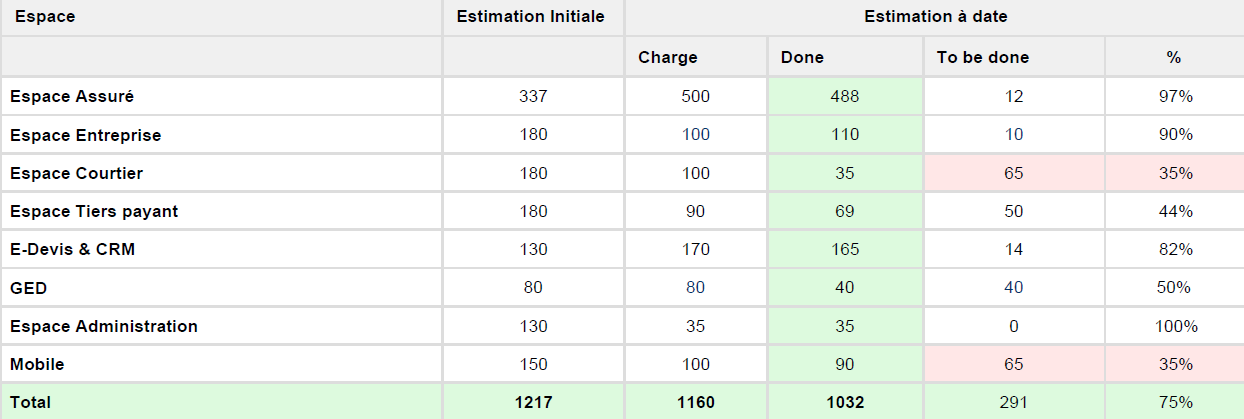 Espace Estimation Initiale Estimation à date
Charge Done To be done %
Espace Assuré 337 500 488 12 97%
Espace Entreprise 180 100 110 10 90%
Espace Courtier 180 100 35 65 35%
Espace Tiers payant 180 90 69 50 44%
E-Devis & CRM 130 170 165 14 82%
GED 80 80 40 40 50%
Espace Administration 130 35 35 0 100%
Mobile 150 100 90 65 35%
Total 1217 1160 1032 291 75%